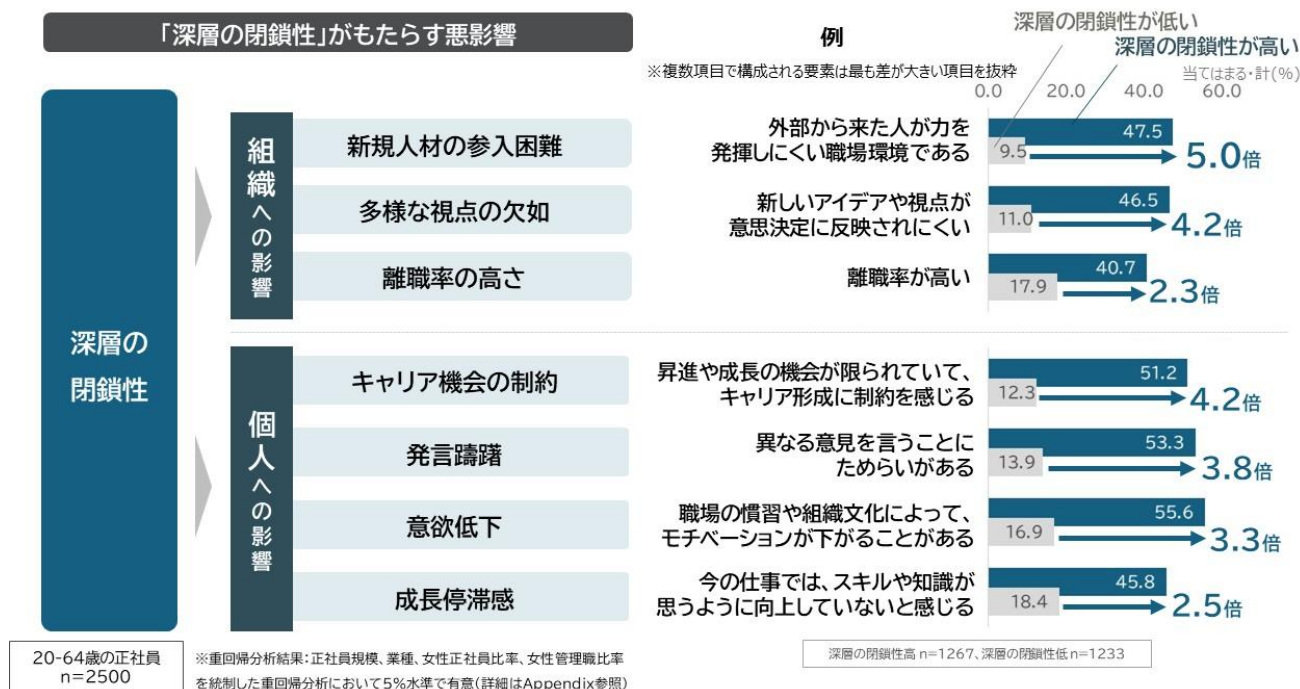 「深層の閉鎖性」がもたらす悪影響
例
深層の閉鎖性が低い
深層の閉鎖性が高い
※複数項目で構成される要素は最も差が大きい項目を抜粋
当てはまる・計(%)
0.0 20.0 40.0 60.0
深層の
閉鎖性
組織への影響
新規人材の参入困難
外部から来た人が力を
発揮しにくい職場環境である
47.5
9.5
5.0倍
多様な視点の欠如
新しいアイデアや視点が
意思決定に反映されにくい
46.5
11.0
4.2倍
離職率の高さ
離職率が高い
40.7
17.9
2.3倍
個人への影響
キャリア機会の制約
昇進や成長の機会が限られていて、
キャリア形成に制約を感じる
51.2
12.3
4.2倍
発言躊躇
異なる意見を言うことに
ためらいがある
53.3
13.9
3.8倍
意欲低下
職場の慣習や組織文化によって、
モチベーションが下がることがある
55.6
16.9
3.3倍
成長停滞感
今の仕事では、スキルや知識が
思うように向上していないと感じる
45.8
18.4
2.5倍
20-64歳の正社員
n=2500
※重回帰分析結果：正社員規模、業種、女性正社員比率、女性管理職比率
を統制した重回帰分析において5%水準で有意(詳細はAppendix参照)
深層の閉鎖性高 n=1267、深層の閉鎖性低 n=1233